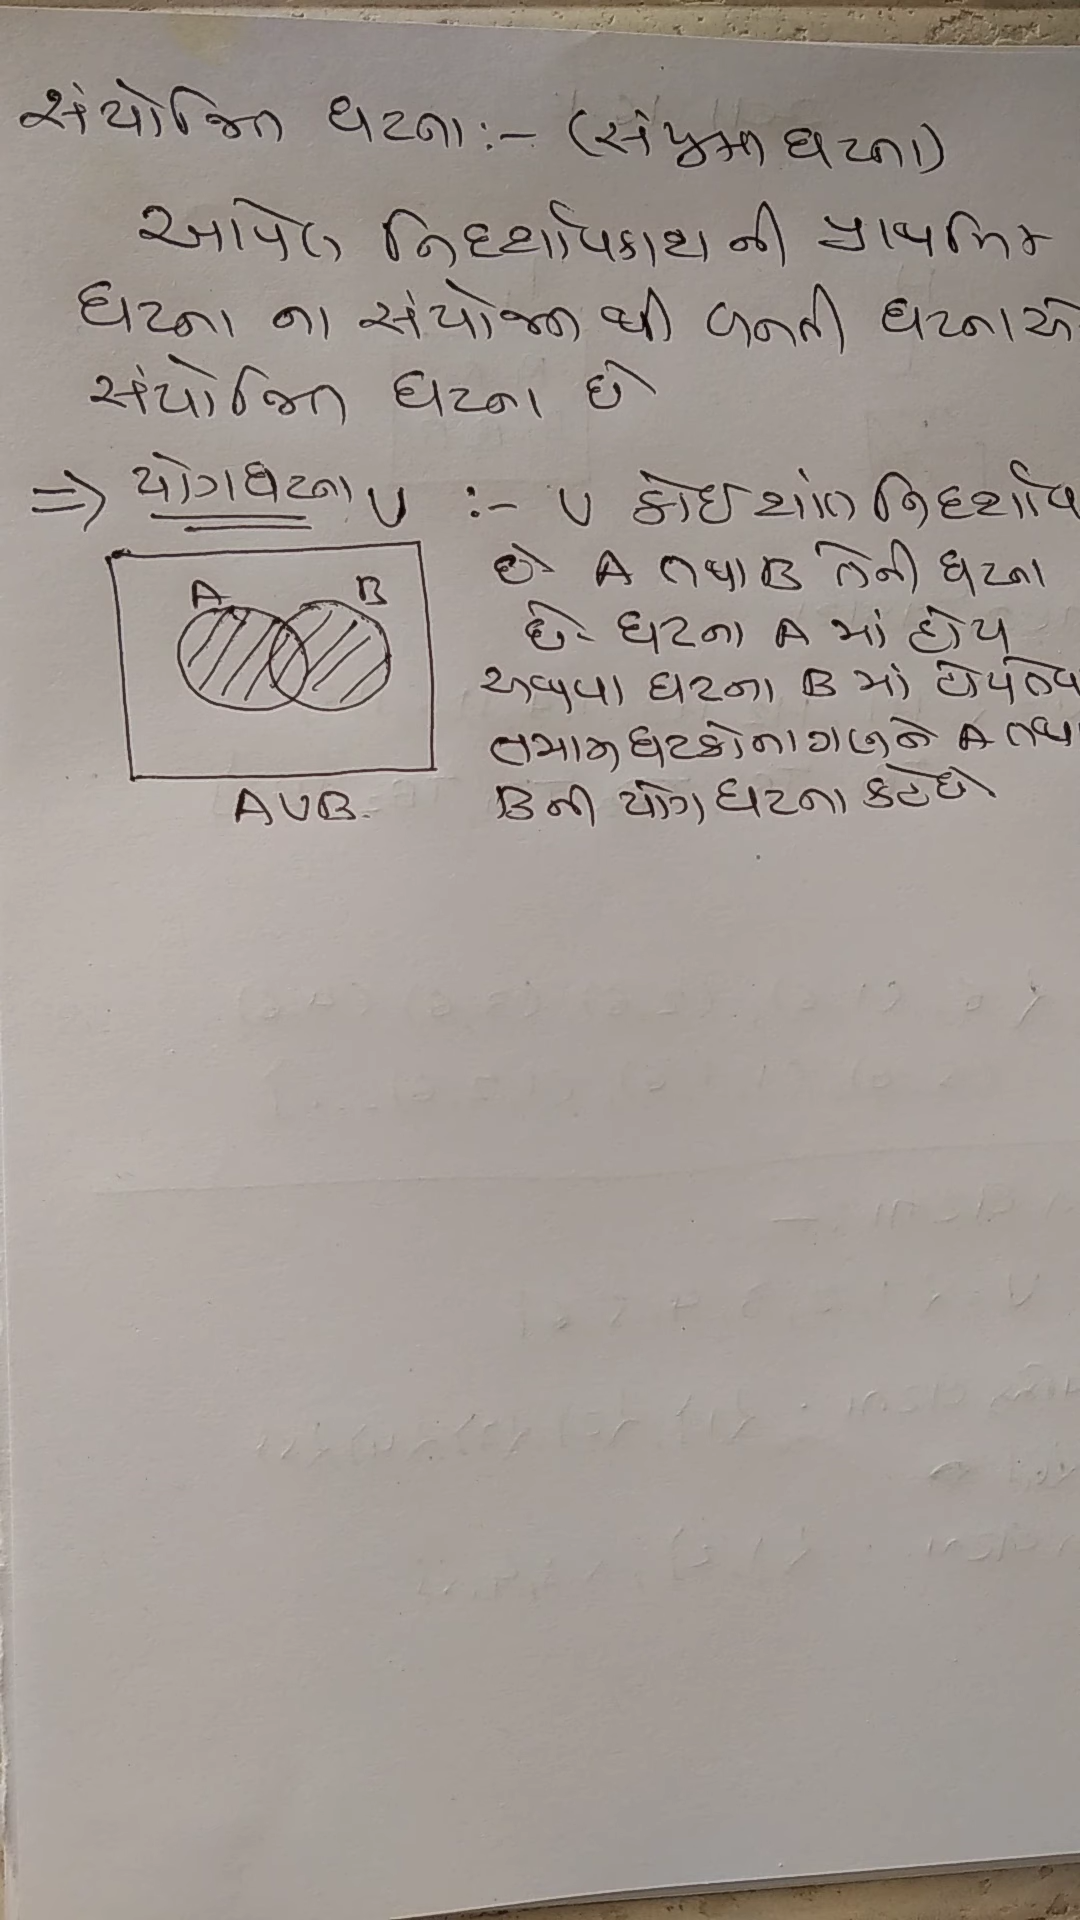 સંયોજિત ઘટના :- (સંયુક્ત ઘટના)
આપેલ નિદર્શાવકાશ ની પ્રાથમિક
ઘટના ના સંયોજન થી બનતી ઘટના એ
સંયોજિત ઘટના છે
⇒ યોગઘટના U :- U કોઈ શાંત નિદર્શાવ
છે A તથા B તેની ઘટના
છે ઘટના A માં હોય
અથવા ઘટના B માં હોય તેવ
તમામ ઘટકોના ગણને A તથા
B ની યોગ ઘટના કહે છે
A B
AUB.